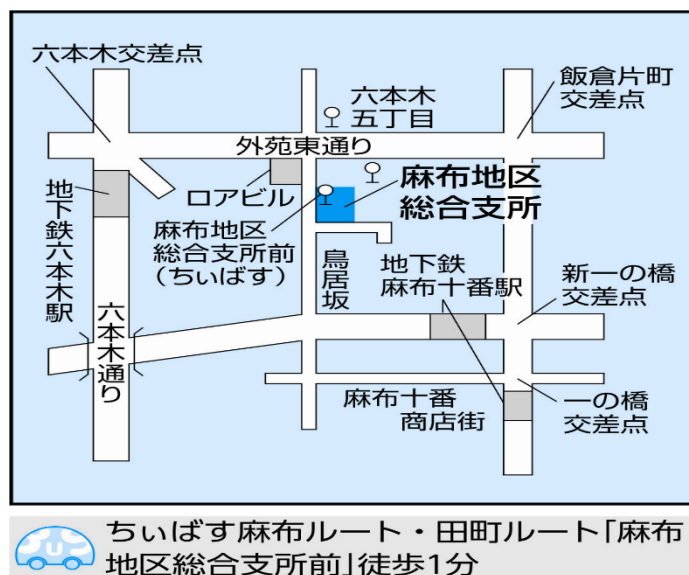 六本木交差点
六本木
五丁目
飯倉片町
交差点
外苑東通り
地下鉄六本木駅
ロアビル
麻布地区
総合支所
麻布地区
総合支所前
(ちぃばす)
鳥居坂
地下鉄
麻布十番駅
新一の橋
交差点
六本木通り
麻布十番
商店街
一の橋
交差点
ちぃばす麻布ルート・田町ルート「麻布
地区総合支所前」徒歩1分